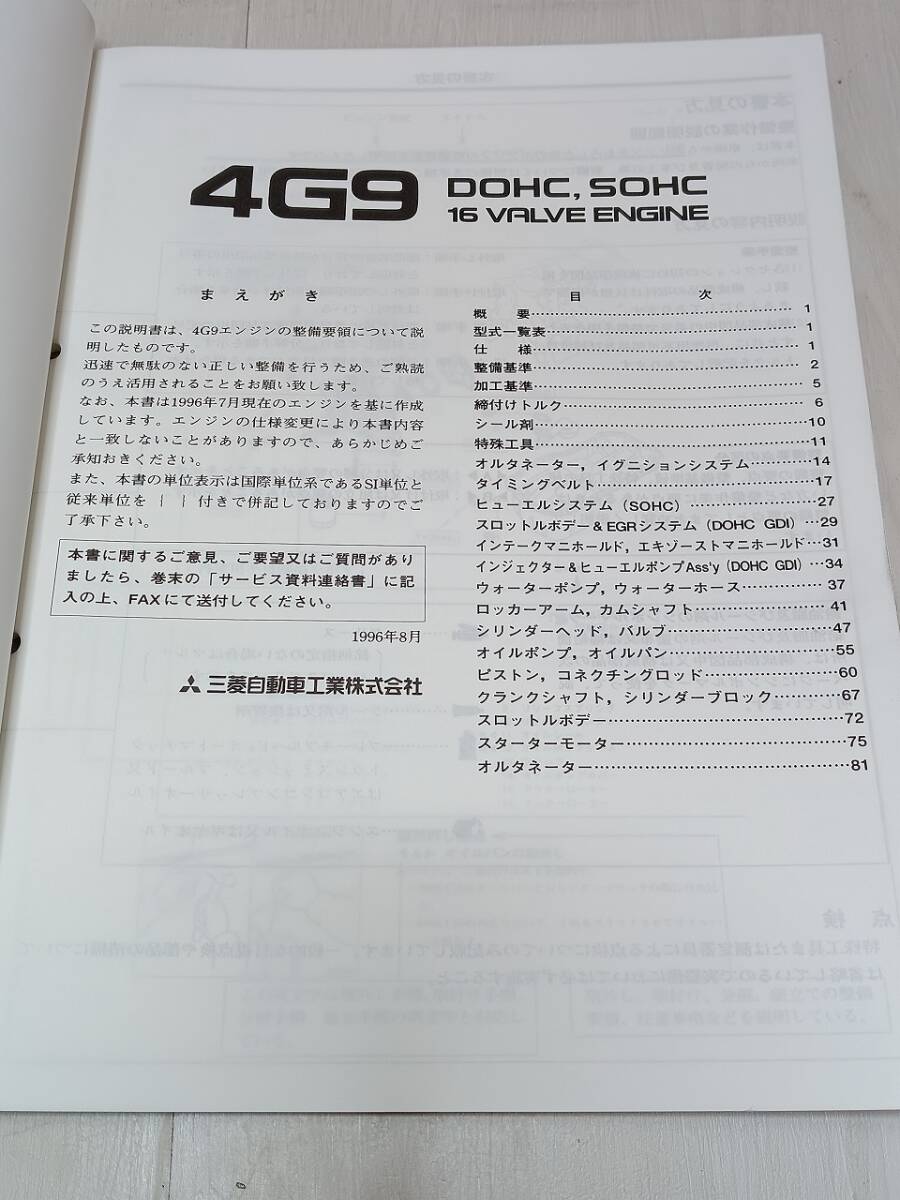 4G9 DOHC, SOHC
16 VALVE ENGINE
まえがき
この説明書は、4G9エンジンの整備要領について説
明したものです。
迅速で無駄のない正しい整備を行うため、ご熟読
のうえ活用されることをお願い致します。
なお、本書は1996年7月現在のエンジンを基に作成
しています。エンジンの仕様変更により本書内容
と一致しないことがありますので、あらかじめご
承知おきください。
また、本書の単位表示は国際単位系であるSI単位と
従来単位を｛ ｝付きで併記しておりますのでご
了承下さい。
本書に関するご意見、ご要望又はご質問があり
ましたら、巻末の「サービス資料連絡書」に記
入の上、FAXにて送付してください。
1996年8月
三菱自動車工業株式会社
目次
概要…1
型式一覧表…1
仕様…1
整備基準…2
加工基準…5
締付けトルク…6
シール剤…10
特殊工具…11
オルタネーター，イグニションシステム…14
タイミングベルト…17
ヒューエルシステム（SOHC）…27
スロットルボデー＆EGRシステム（DOHC GDI）…29
インテークマニホールド，エキゾーストマニホールド…31
インジェクター＆ヒューエルポンプAss'y（DOHC GDI）…34
ウォーターポンプ，ウォーターホース…37
ロッカーアーム，カムシャフト…41
シリンダーヘッド，バルブ…47
オイルポンプ，オイルパン…55
ピストン，コネクチングロッド…60
クランクシャフト，シリンダーブロック…67
スロットルボデー…72
スターターモーター…75
オルタネーター…81